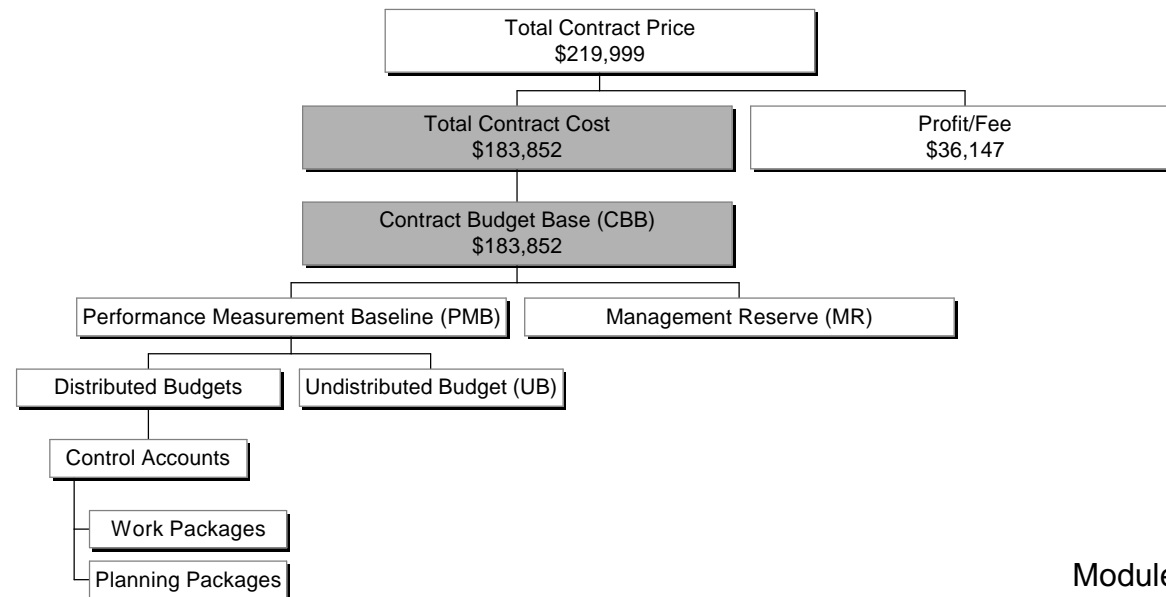 Total Contract Price
$219,999
Total Contract Cost
$183,852
Profit/Fee
$36,147
Contract Budget Base (CBB)
$183,852
Performance Measurement Baseline (PMB)
Management Reserve (MR)
Distributed Budgets
Undistributed Budget (UB)
Control Accounts
Work Packages
Planning Packages
Module